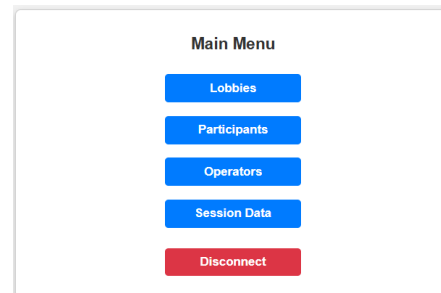 Main Menu
Lobbies
Participants
Operators
Session Data
Disconnect